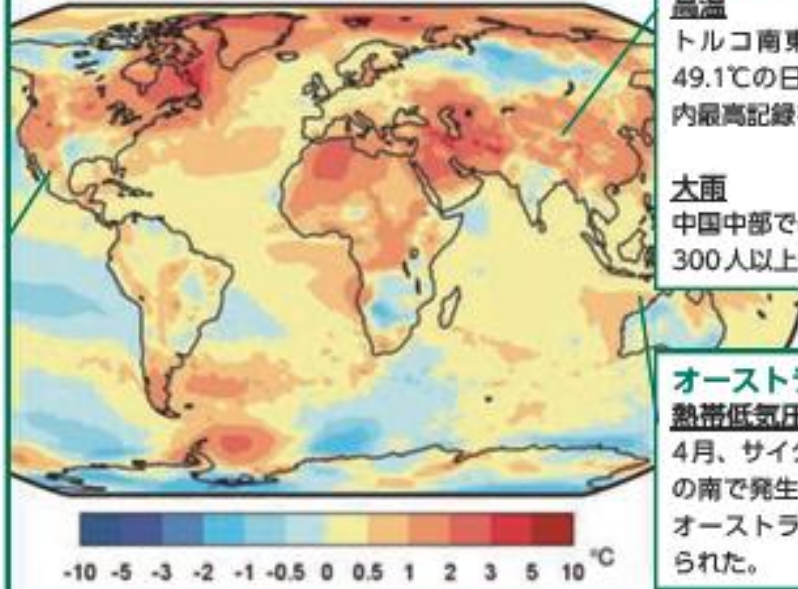 高温
トルコ南東
49.1℃の日
内最高記録
大雨
中国中部で
300人以上
オーストラ
熱帯低気圧
4月、サイク
の南で発生
オーストラ
られた。
-10 -5 -3 -2 -1 -0.5 0 0.5 1 2 3 5 10 ℃